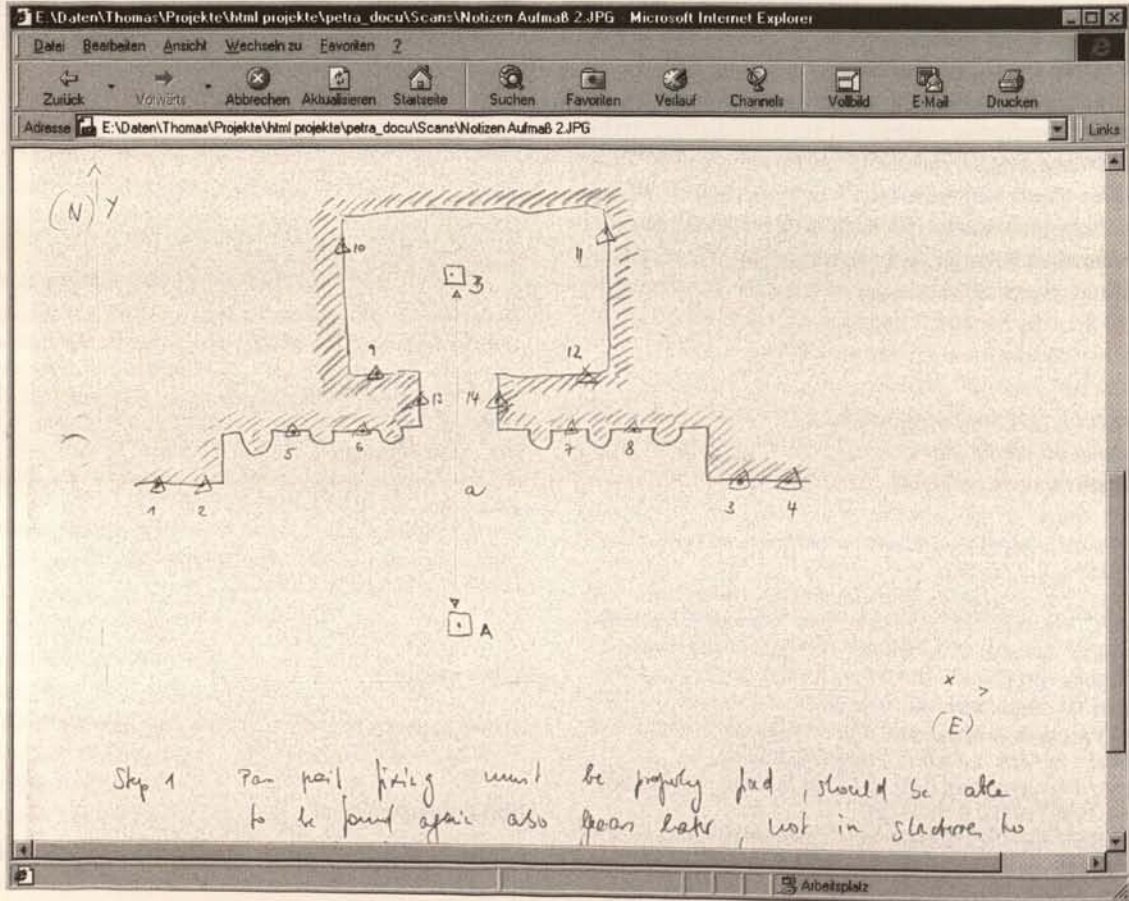 E:\Daten\Thomas\Projekte\html projekte\petra_docu\Scans\Notizen Aufmaß 2.JPG - Microsoft Internet Explorer
Datei Bearbeiten Ansicht Wechseln zu Favoriten ?
Zurück Vorwärts Abbrechen Aktualisieren Startseite Suchen Favoriten Verlauf Channels Vollbild E-Mail Drucken
Adresse E:\Daten\Thomas\Projekte\html projekte\petra_docu\Scans\Notizen Aufmaß 2.JPG Links
(N) Y
10 11
B
9 12
13 14
5 6 7 8
1 2 a 3 4
A
x
(E)
Step 1 fixing must be properly fixed, should be able
to be found again also years later, not in to
Arbeitsplatz